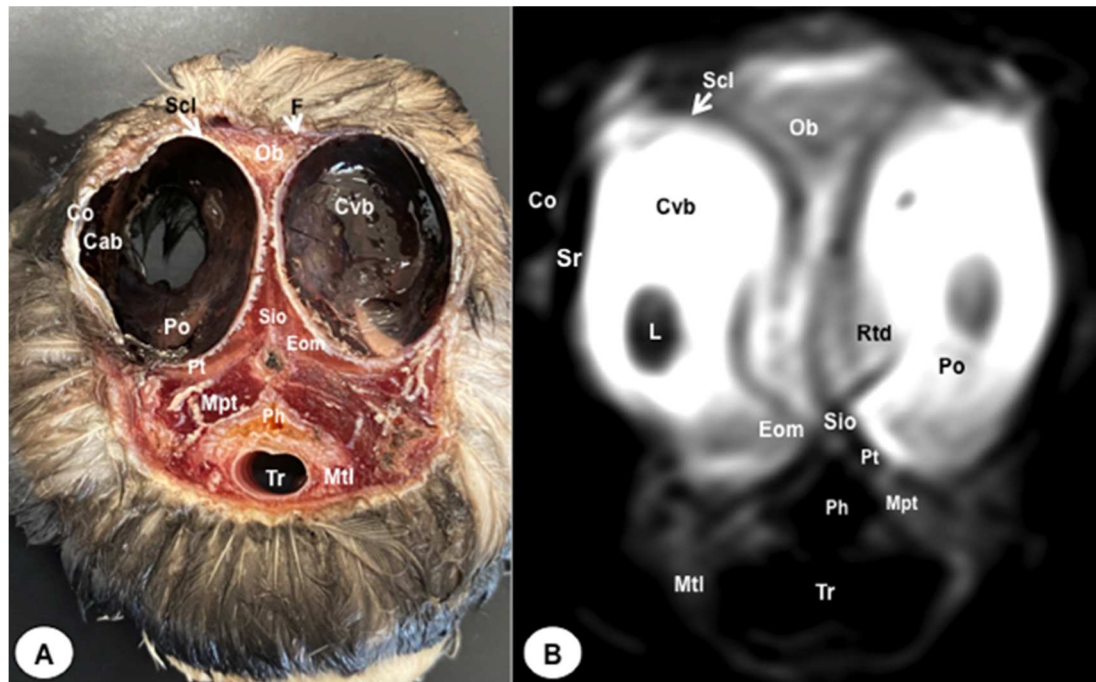 Scl
F
Ob
Cvb
Co
Cab
Po
Sio
Eom
Pt
Mpt
Ph
Tr
Mtl
A
Scl
Ob
Co
Cvb
Sr
L
Rtd
Po
Eom
Sio
Pt
Ph
Mpt
Mtl
Tr
B